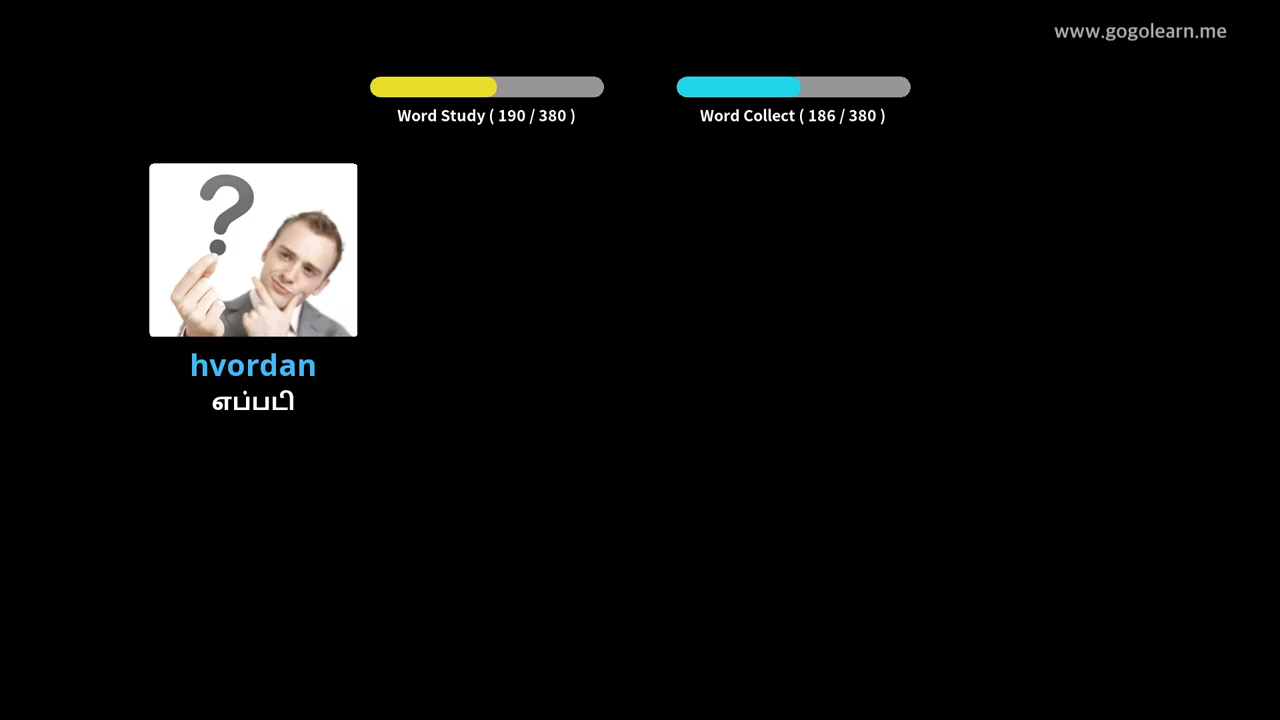 www.gogolearn.me
Word Study ( 190 / 380 )
Word Collect ( 186 / 380 )
?
hvordan
எப்படி